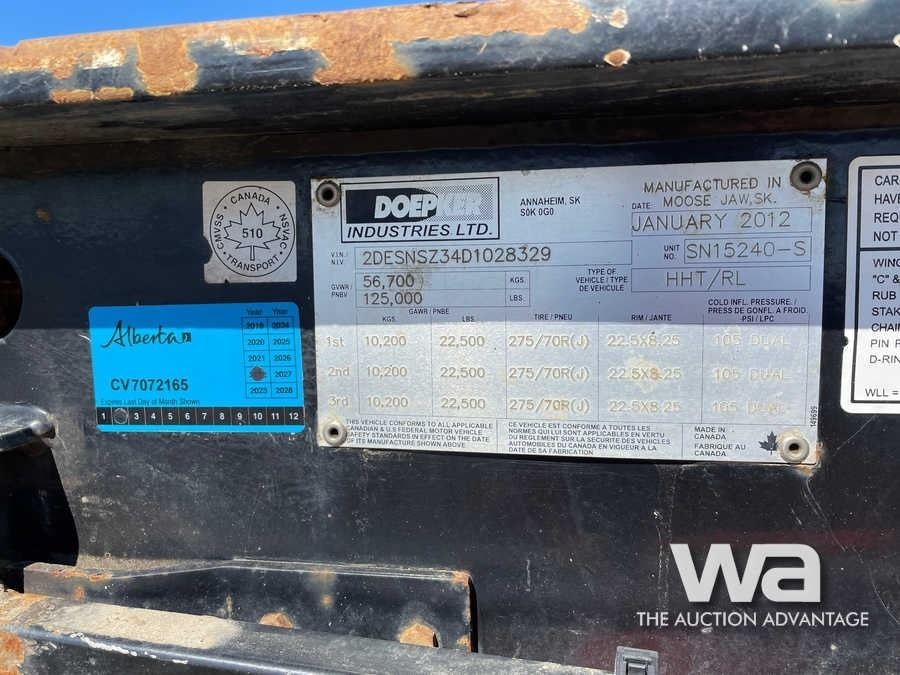 CANADA
CMVSS
NSVAC
510
TRANSPORT
DOEPKER
INDUSTRIES LTD.
ANNAHEIM, SK
S0K 0G0
MANUFACTURED IN
MOOSE JAW, SK.
DATE: JANUARY 2012
V.I.N./
N.I.V.
2DESNSZ34D1028329
UNIT
NO. SN15240-S
GVWR/
PNBV
56,700 KGS.
125,000 LBS.
TYPE OF
VEHICLE / TYPE
DE VEHICULE
HHT/RL
GAWR / PNBE
KGS. LBS.
TIRE / PNEU
RIM / JANTE
COLD INFL. PRESSURE /
PRESS DE GONFL. A FROID
PSI / LPC
1st 10,200 22,500 275/70R(J) 22.5X8.25 105 DUAL
2nd 10,200 22,500 275/70R(J) 22.5X8.25 105 DUAL
3rd 10,200 22,500 275/70R(J) 22.5X8.25 105 DUAL
THIS VEHICLE CONFORMS TO ALL APPLICABLE
CANADIAN & U.S FEDERAL MOTOR VEHICLE
SAFETY STANDARDS IN EFFECT ON THE DATE
OF ITS MANUFACTURE SHOWN ABOVE.
CE VEHICLE EST CONFORME A TOUTES LES
NORMES QUI LUI SONT APPLICABLES EN VERTU
DU REGLEMENT SUR LA SECURITE DES VEHICLES
AUTOMOBILES DU CANADA EN VIGUEUR A LA
DATE DE SA FABRICATION
MADE IN
CANADA.
FABRIQUE AU
CANADA.
149699
Alberta
Year Year
2019 2024
2020 2025
2021 2026
2027
2023 2028
CV7072165
Expires Last Day of Month Shown
1 3 4 5 6 7 8 9 10 11 12
CAR
HAVE
REQ
NOT
WING
"C" &
RUB
STAK
CHAI
PIN P
D-RIN
WLL =
wa
THE AUCTION ADVANTAGE